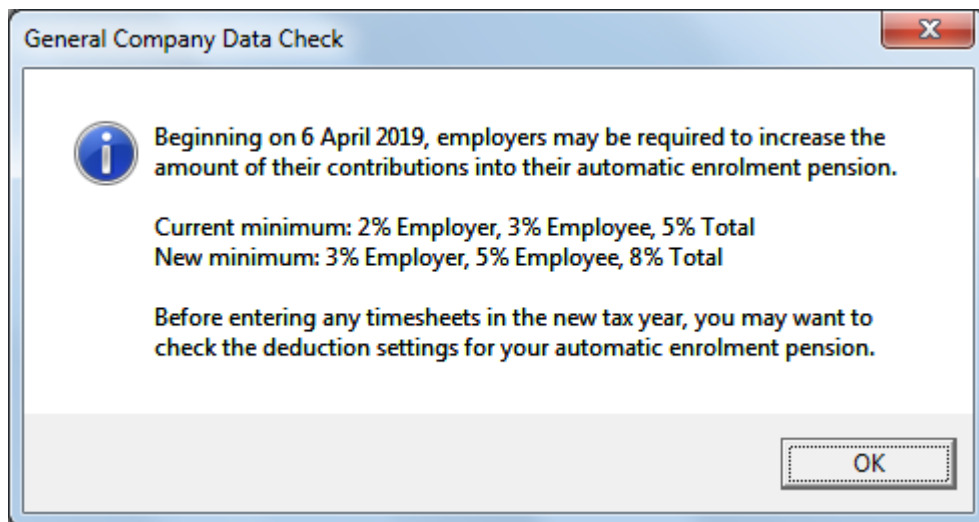 General Company Data Check
Beginning on 6 April 2019, employers may be required to increase the
amount of their contributions into their automatic enrolment pension.
Current minimum: 2% Employer, 3% Employee, 5% Total
New minimum: 3% Employer, 5% Employee, 8% Total
Before entering any timesheets in the new tax year, you may want to
check the deduction settings for your automatic enrolment pension.
OK